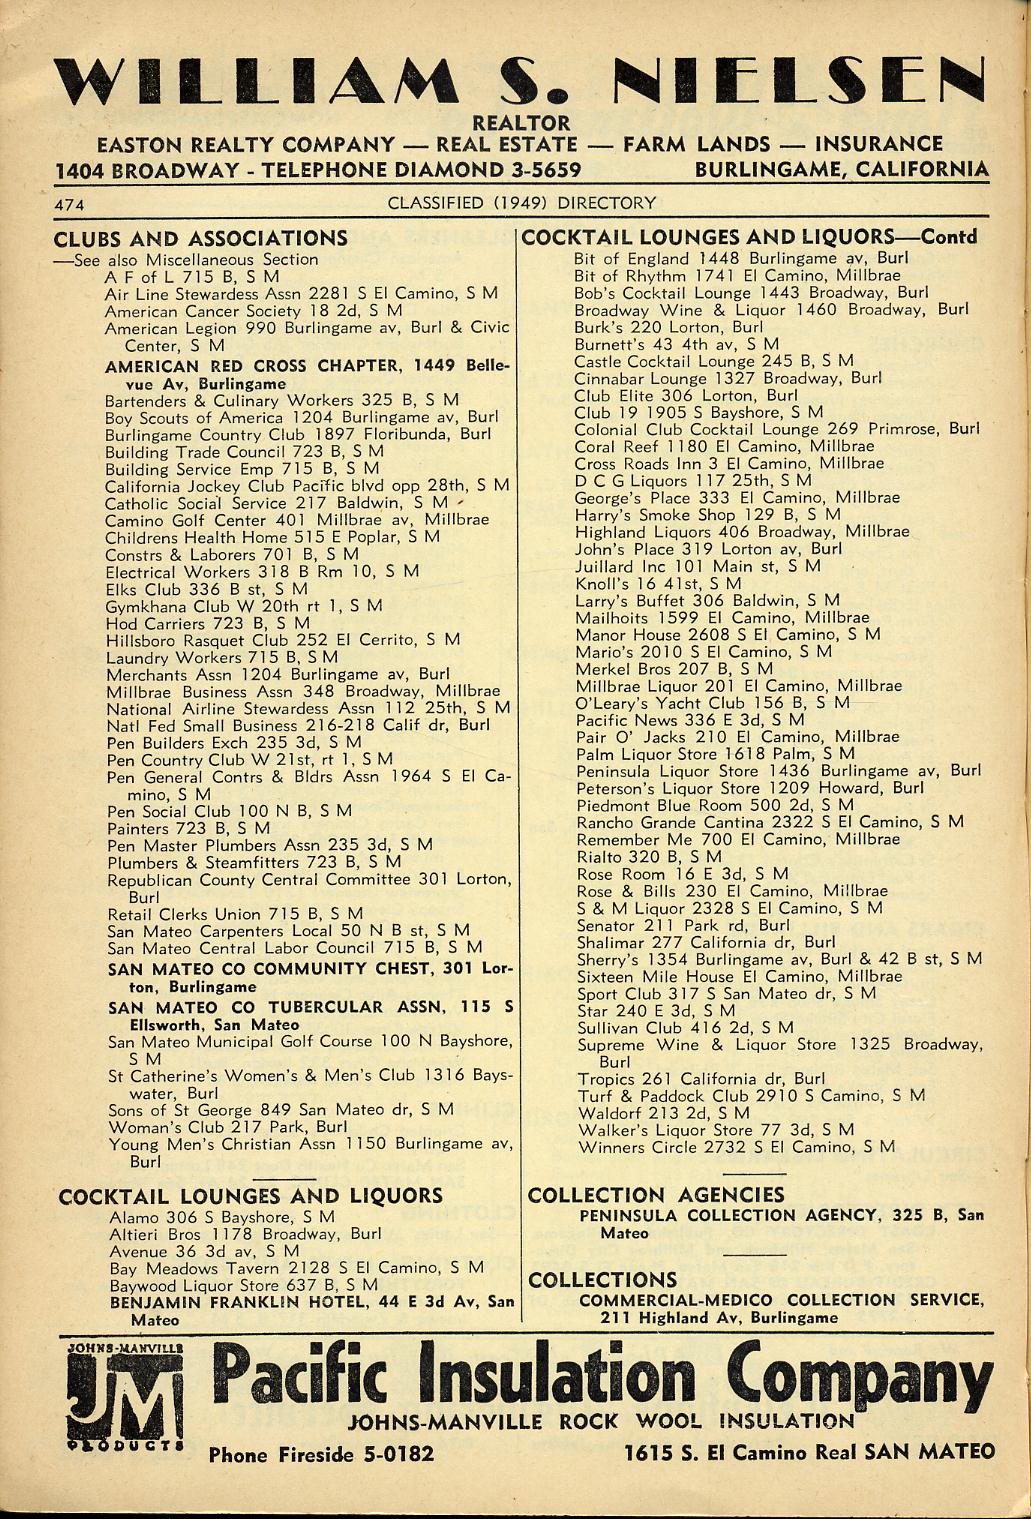 WILLIAM S. NIELSEN
REALTOR
EASTON REALTY COMPANY — REAL ESTATE — FARM LANDS — INSURANCE
1404 BROADWAY - TELEPHONE DIAMOND 3-5659 BURLINGAME, CALIFORNIA
474 CLASSIFIED (1949) DIRECTORY
CLUBS AND ASSOCIATIONS
—See also Miscellaneous Section
A F of L 715 B, S M
Air Line Stewardess Assn 2281 S El Camino, S M
American Cancer Society 18 2d, S M
American Legion 990 Burlingame av, Burl & Civic
Center, S M
AMERICAN RED CROSS CHAPTER, 1449 Belle-
vue Av, Burlingame
Bartenders & Culinary Workers 325 B, S M
Boy Scouts of America 1204 Burlingame av, Burl
Burlingame Country Club 1897 Floribunda, Burl
Building Trade Council 723 B, S M
Building Service Emp 715 B, S M
California Jockey Club Pacific blvd opp 28th, S M
Catholic Social Service 217 Baldwin, S M
Camino Golf Center 401 Millbrae av, Millbrae
Childrens Health Home 515 E Poplar, S M
Constrs & Laborers 701 B, S M
Electrical Workers 318 B Rm 10, S M
Elks Club 336 B st, S M
Gymkhana Club W 20th rt 1, S M
Hod Carriers 723 B, S M
Hillsboro Rasquet Club 252 El Cerrito, S M
Laundry Workers 715 B, S M
Merchants Assn 1204 Burlingame av, Burl
Millbrae Business Assn 348 Broadway, Millbrae
National Airline Stewardess Assn 112 25th, S M
Natl Fed Small Business 216-218 Calif dr, Burl
Pen Builders Exch 235 3d, S M
Pen Country Club W 21st, rt 1, S M
Pen General Contrs & Bldrs Assn 1964 S El Ca-
mino, S M
Pen Social Club 100 N B, S M
Painters 723 B, S M
Pen Master Plumbers Assn 235 3d, S M
Plumbers & Steamfitters 723 B, S M
Republican County Central Committee 301 Lorton,
Burl
Retail Clerks Union 715 B, S M
San Mateo Carpenters Local 50 N B st, S M
San Mateo Central Labor Council 715 B, S M
SAN MATEO CO COMMUNITY CHEST, 301 Lor-
ton, Burlingame
SAN MATEO CO TUBERCULAR ASSN, 115 S
Ellsworth, San Mateo
San Mateo Municipal Golf Course 100 N Bayshore,
S M
St Catherine's Women's & Men's Club 1316 Bays-
water, Burl
Sons of St George 849 San Mateo dr, S M
Woman's Club 217 Park, Burl
Young Men's Christian Assn 1150 Burlingame av,
Burl
COCKTAIL LOUNGES AND LIQUORS
Alamo 306 S Bayshore, S M
Altieri Bros 1178 Broadway, Burl
Avenue 36 3d av, S M
Bay Meadows Tavern 2128 S El Camino, S M
Baywood Liquor Store 637 B, S M
BENJAMIN FRANKLIN HOTEL, 44 E 3d Av, San
Mateo
COCKTAIL LOUNGES AND LIQUORS—Contd
Bit of England 1448 Burlingame av, Burl
Bit of Rhythm 1741 El Camino, Millbrae
Bob's Cocktail Lounge 1443 Broadway, Burl
Broadway Wine & Liquor 1460 Broadway, Burl
Burk's 220 Lorton, Burl
Burnett's 43 4th av, S M
Castle Cocktail Lounge 245 B, S M
Cinnabar Lounge 1327 Broadway, Burl
Club Elite 306 Lorton, Burl
Club 19 1905 S Bayshore, S M
Colonial Club Cocktail Lounge 269 Primrose, Burl
Coral Reef 1180 El Camino, Millbrae
Cross Roads Inn 3 El Camino, Millbrae
D C G Liquors 117 25th, S M
George's Place 333 El Camino, Millbrae
Harry's Smoke Shop 129 B, S M
Highland Liquors 406 Broadway, Millbrae
John's Place 319 Lorton av, Burl
Juillard Inc 101 Main st, S M
Knoll's 16 41st, S M
Larry's Buffet 306 Baldwin, S M
Mailhoits 1599 El Camino, Millbrae
Manor House 2608 S El Camino, S M
Mario's 2010 S El Camino, S M
Merkel Bros 207 B, S M
Millbrae Liquor 201 El Camino, Millbrae
O'Leary's Yacht Club 156 B, S M
Pacific News 336 E 3d, S M
Pair O' Jacks 210 El Camino, Millbrae
Palm Liquor Store 1618 Palm, S M
Peninsula Liquor Store 1436 Burlingame av, Burl
Peterson's Liquor Store 1209 Howard, Burl
Piedmont Blue Room 500 2d, S M
Rancho Grande Cantina 2322 S El Camino, S M
Remember Me 700 El Camino, Millbrae
Rialto 320 B, S M
Rose Room 16 E 3d, S M
Rose & Bills 230 El Camino, Millbrae
S & M Liquor 2328 S El Camino, S M
Senator 211 Park rd, Burl
Shalimar 277 California dr, Burl
Sherry's 1354 Burlingame av, Burl & 42 B st, S M
Sixteen Mile House El Camino, Millbrae
Sport Club 317 S San Mateo dr, S M
Star 240 E 3d, S M
Sullivan Club 416 2d, S M
Supreme Wine & Liquor Store 1325 Broadway,
Burl
Tropics 261 California dr, Burl
Turf & Paddock Club 2910 S Camino, S M
Waldorf 213 2d, S M
Walker's Liquor Store 77 3d, S M
Winners Circle 2732 S El Camino, S M
COLLECTION AGENCIES
PENINSULA COLLECTION AGENCY, 325 B, San
Mateo
COLLECTIONS
COMMERCIAL-MEDICO COLLECTION SERVICE,
211 Highland Av, Burlingame
JOHNS-MANVILLE
JM
PRODUCTS
Pacific Insulation Company
JOHNS-MANVILLE ROCK WOOL INSULATION
Phone Fireside 5-0182 1615 S. El Camino Real SAN MATEO